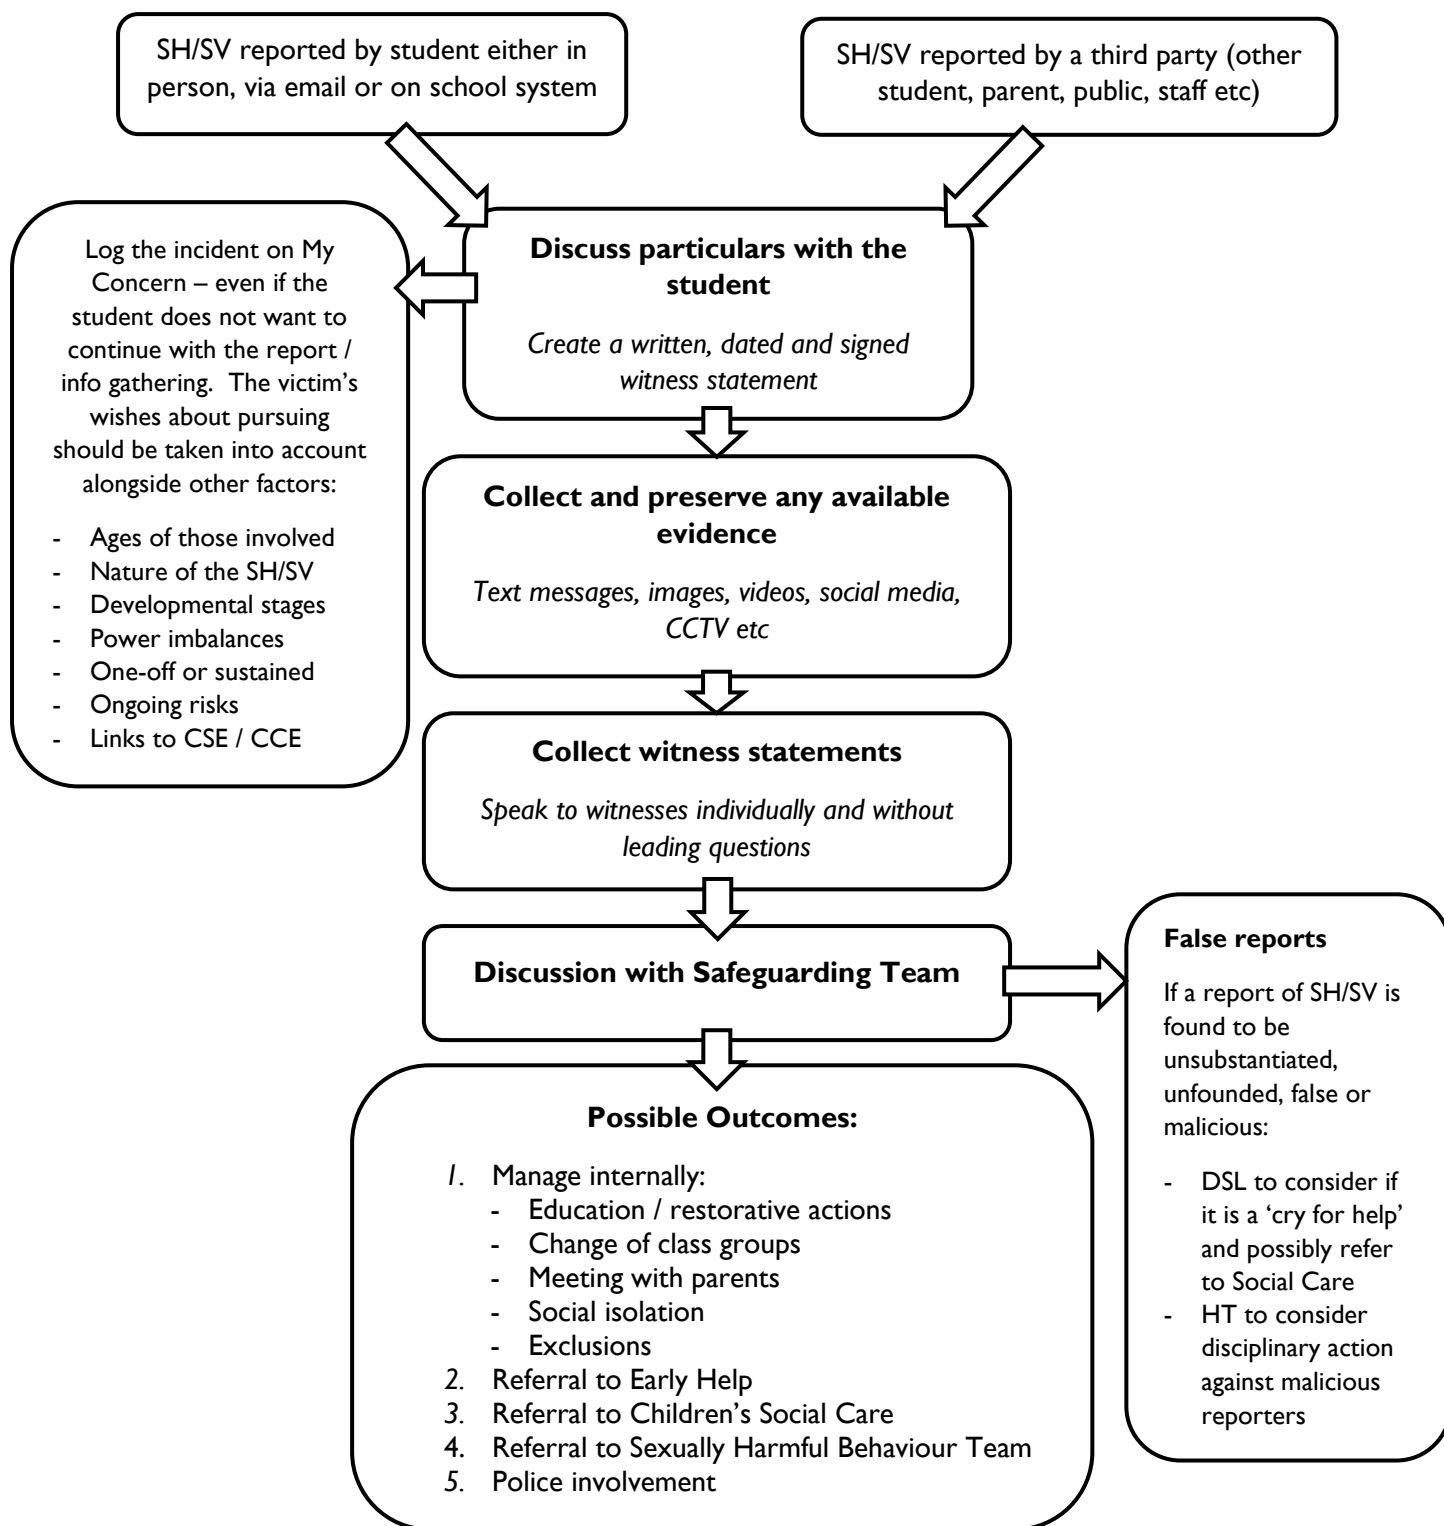 SH/SV reported by student either in
person, via email or on school system
SH/SV reported by a third party (other
student, parent, public, staff etc)
Log the incident on My
Concern – even if the
student does not want to
continue with the report /
info gathering.  The victim’s
wishes about pursuing
should be taken into account
alongside other factors:
- Ages of those involved
- Nature of the SH/SV
- Developmental stages
- Power imbalances
- One-off or sustained
- Ongoing risks
- Links to CSE / CCE
Discuss particulars with the
student
Create a written, dated and signed
witness statement
Collect and preserve any available
evidence
Text messages, images, videos, social media,
CCTV etc
Collect witness statements
Speak to witnesses individually and without
leading questions
Discussion with Safeguarding Team
False reports
If a report of SH/SV is
found to be
unsubstantiated,
unfounded, false or
malicious:
- DSL to consider if
it is a ‘cry for help’
and possibly refer
to Social Care
- HT to consider
disciplinary action
against malicious
reporters
Possible Outcomes:
1. Manage internally:
- Education / restorative actions
- Change of class groups
- Meeting with parents
- Social isolation
- Exclusions
2. Referral to Early Help
3. Referral to Children’s Social Care
4. Referral to Sexually Harmful Behaviour Team
5. Police involvement